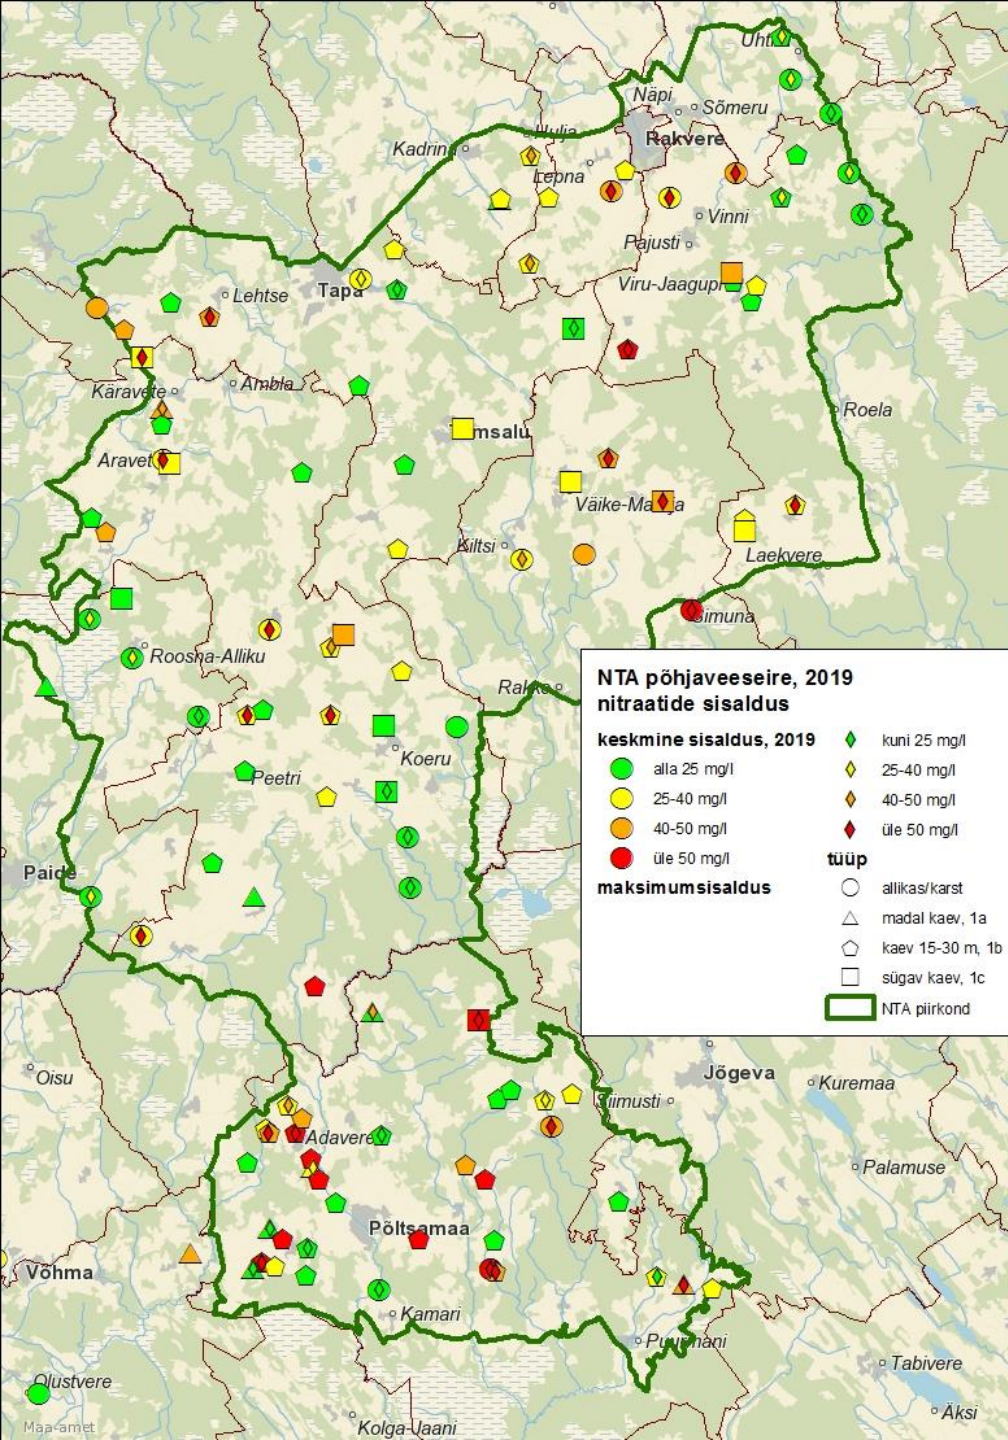 Uhtna
Näpi
Sõmeru
Hulja
Rakvere
Kadrina
Lepna
Vinni
Pajusti
Viru-Jaagupi
Lehtse
Tapa
Käravete
Ambla
Roela
Tamsalu
Aravete
Väike-Maarja
Kiltsi
Laekvere
Simuna
Roosna-Alliku
Rakke
NTA põhjaveeseire, 2019
nitraatide sisaldus
keskmine sisaldus, 2019
alla 25 mg/l
25-40 mg/l
40-50 mg/l
üle 50 mg/l
maksimumsisaldus
kuni 25 mg/l
25-40 mg/l
40-50 mg/l
üle 50 mg/l
tüüp
allikas/karst
madal kaev, 1a
kaev 15-30 m, 1b
sügav kaev, 1c
NTA piirkond
Koeru
Peetri
Paide
Oisu
Jõgeva
Kuremaa
Siimusti
Adavere
Palamuse
Põltsamaa
Võhma
Kamari
Puurmani
Tabivere
Olustvere
Äksi
Maa-amet
Kolga-Jaani